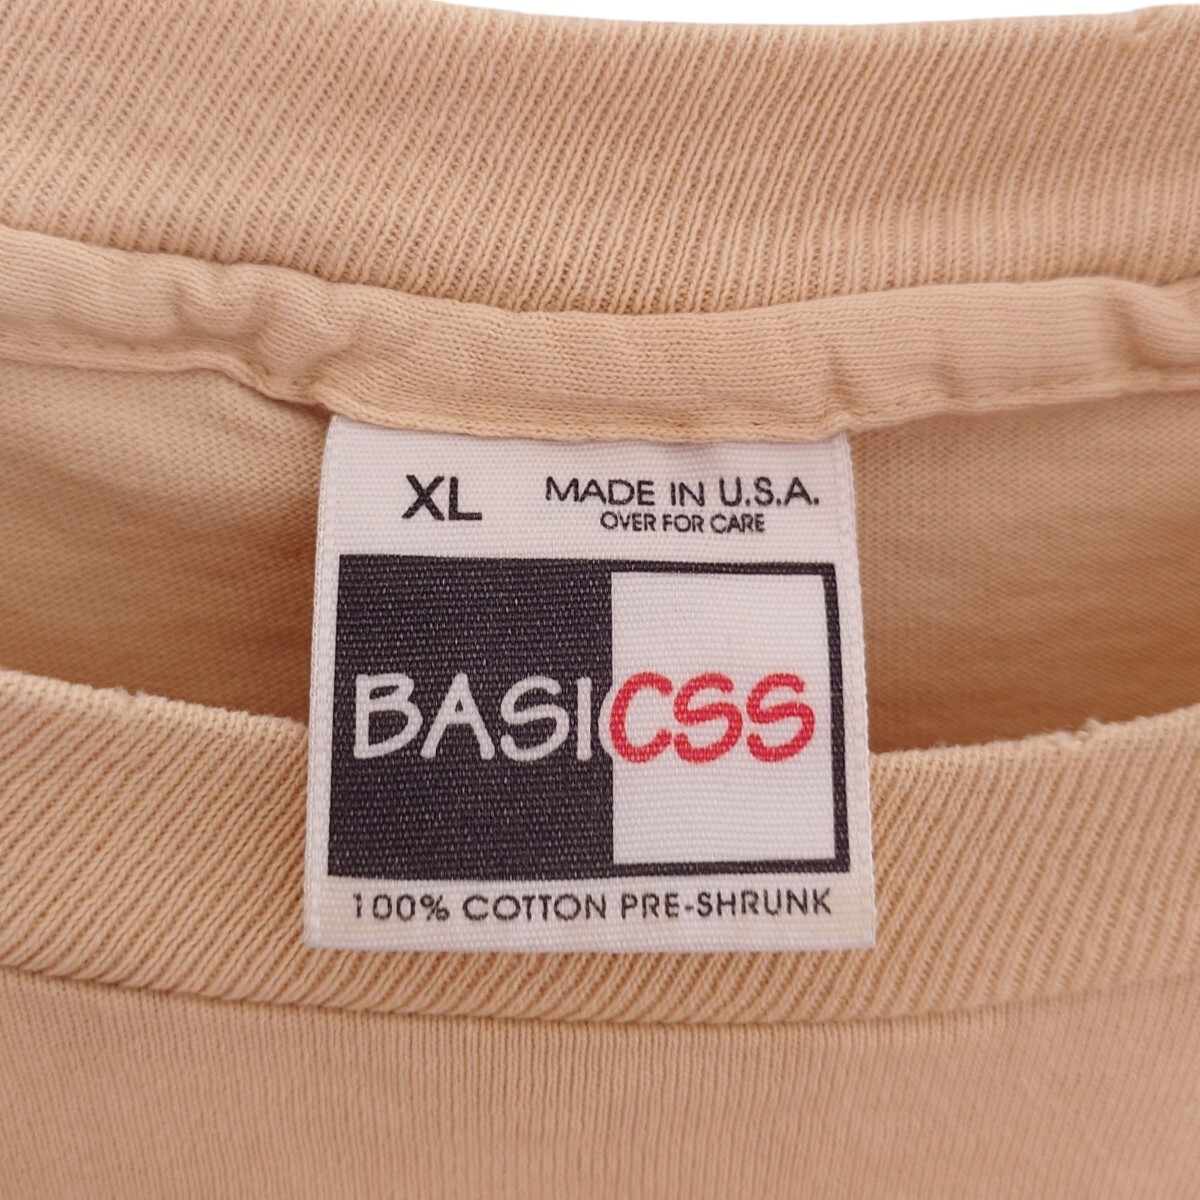 XL MADE IN U.S.A.
OVER FOR CARE
BASICSS
100% COTTON PRE-SHRUNK